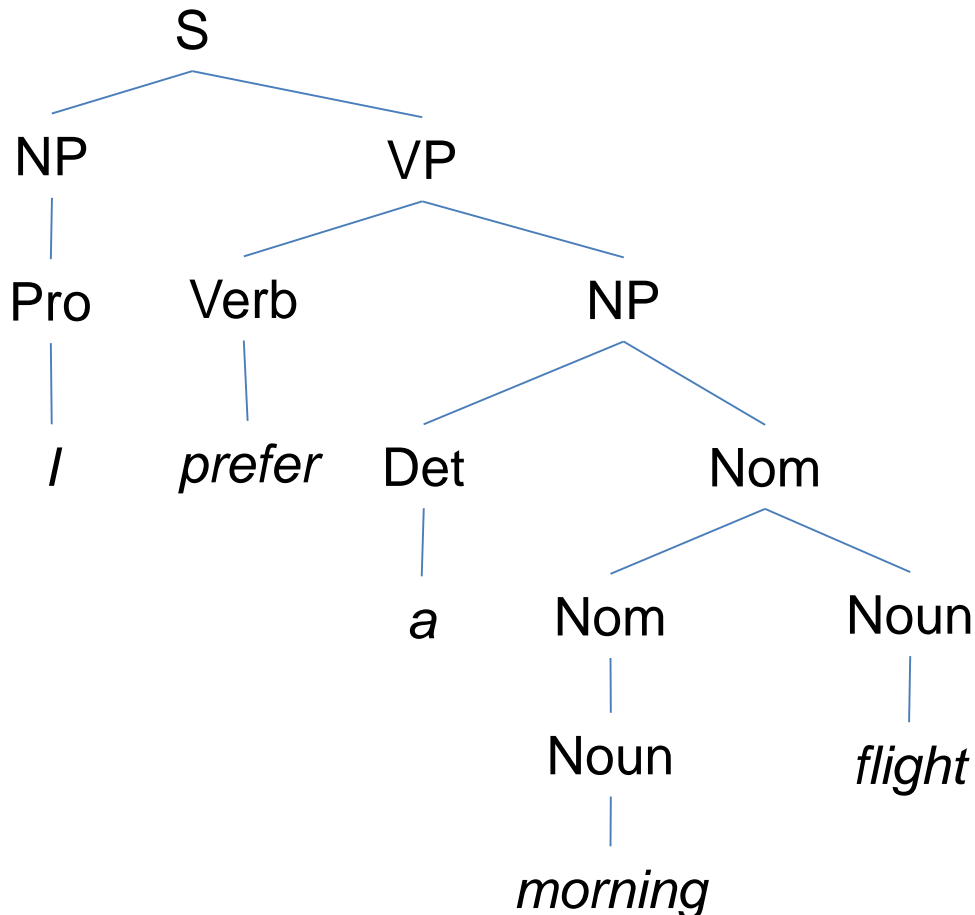 S
NP VP
Pro Verb NP
I prefer Det Nom
a Nom Noun
Noun flight
morning